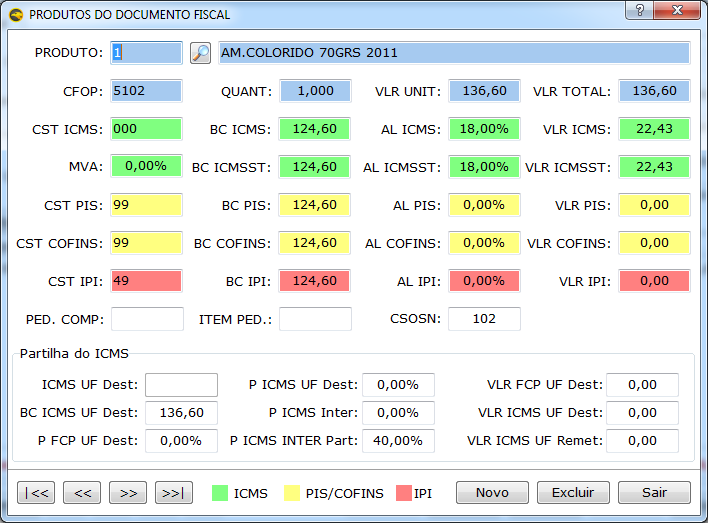 PRODUTOS DO DOCUMENTO FISCAL ? X
PRODUTO: 1 AM.COLORIDO 70GRS 2011
CFOP: 5102 QUANT: 1,000 VLR UNIT: 136,60 VLR TOTAL: 136,60
CST ICMS: 000 BC ICMS: 124,60 AL ICMS: 18,00% VLR ICMS: 22,43
MVA: 0,00% BC ICMSST: 124,60 AL ICMSST: 18,00% VLR ICMSST: 22,43
CST PIS: 99 BC PIS: 124,60 AL PIS: 0,00% VLR PIS: 0,00
CST COFINS: 99 BC COFINS: 124,60 AL COFINS: 0,00% VLR COFINS: 0,00
CST IPI: 49 BC IPI: 124,60 AL IPI: 0,00% VLR IPI: 0,00
PED. COMP: ITEM PED.: CSOSN: 102
Partilha do ICMS
ICMS UF Dest: P ICMS UF Dest: 0,00% VLR FCP UF Dest: 0,00
BC ICMS UF Dest: 136,60 P ICMS Inter: 0,00% VLR ICMS UF Dest: 0,00
P FCP UF Dest: 0,00% P ICMS INTER Part: 40,00% VLR ICMS UF Remet: 0,00
|<< << >> >>| ICMS PIS/COFINS IPI Novo Excluir Sair